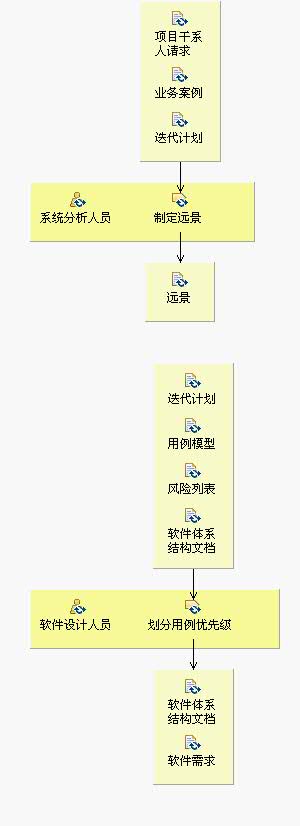 项目干系
人请求
业务案例
迭代计划
系统分析人员
制定远景
远景
迭代计划
用例模型
风险列表
软件体系
结构文档
软件设计人员
划分用例优先级
软件体系
结构文档
软件需求